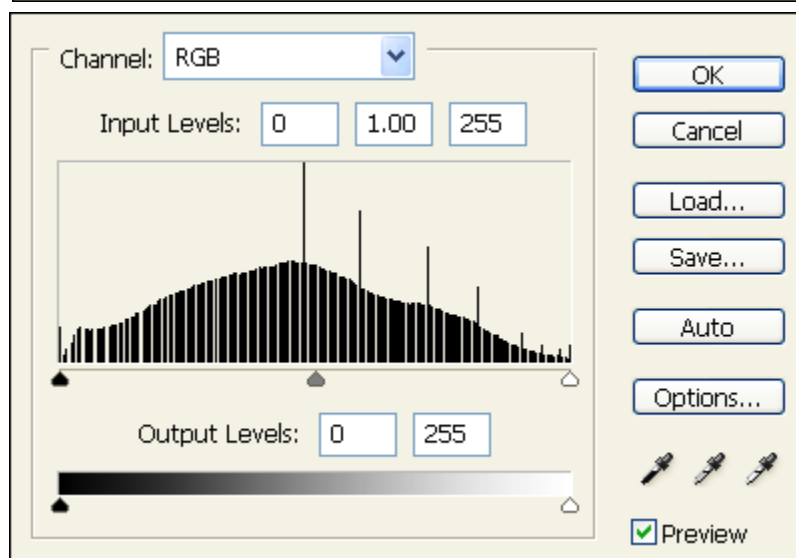 Channel: RGB
Input Levels: 0 1.00 255
Output Levels: 0 255
OK
Cancel
Load...
Save...
Auto
Options...
Preview